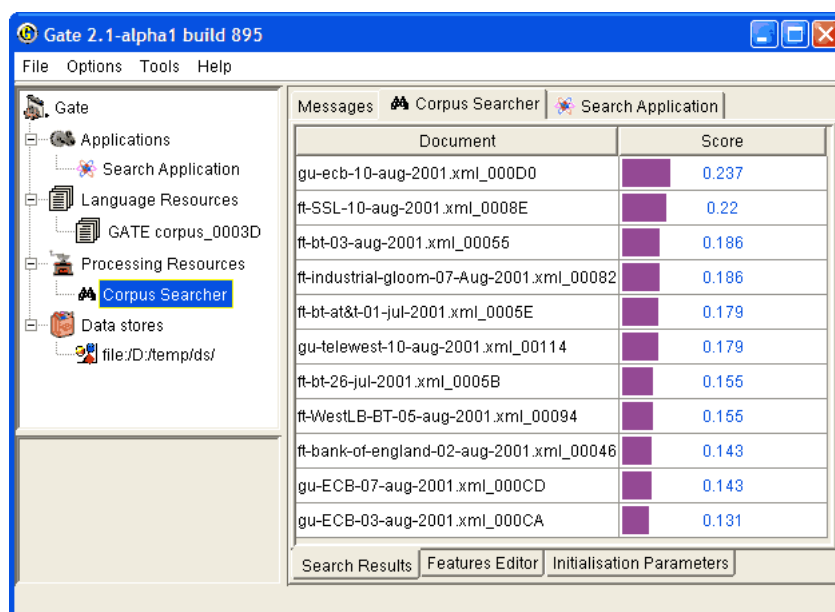 Gate 2.1-alpha1 build 895
File Options Tools Help
Gate
Applications
Search Application
Language Resources
GATE corpus_0003D
Processing Resources
Corpus Searcher
Data stores
file:/D:/temp/ds/
Messages Corpus Searcher Search Application
Document Score
gu-ecb-10-aug-2001.xml_000D0 0.237
ft-SSL-10-aug-2001.xml_0008E 0.22
ft-bt-03-aug-2001.xml_00055 0.186
ft-industrial-gloom-07-Aug-2001.xml_00082 0.186
ft-bt-at&t-01-jul-2001.xml_0005E 0.179
gu-telewest-10-aug-2001.xml_00114 0.179
ft-bt-26-jul-2001.xml_0005B 0.155
ft-WestLB-BT-05-aug-2001.xml_00094 0.155
ft-bank-of-england-02-aug-2001.xml_00046 0.143
gu-ECB-07-aug-2001.xml_000CD 0.143
gu-ECB-03-aug-2001.xml_000CA 0.131
Search Results Features Editor Initialisation Parameters